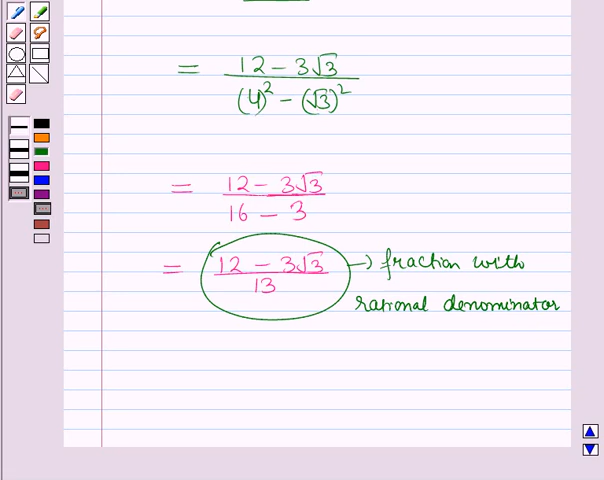 = 12 - 3√3 / (4)² - (√3)²
= 12 - 3√3 / 16 - 3
= 12 - 3√3 / 13 → fraction with
rational denominator